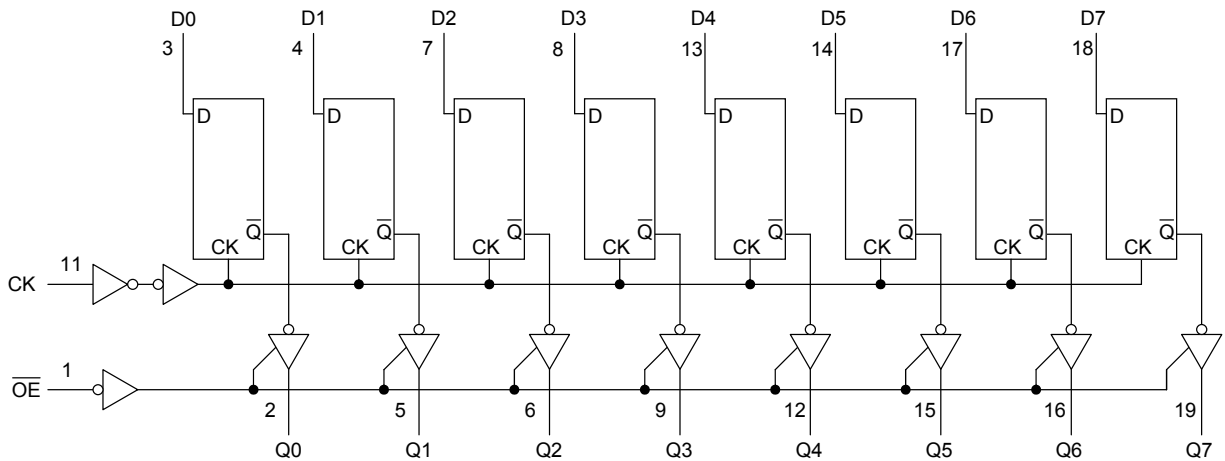 D0 D1 D2 D3 D4 D5 D6 D7
3 4 7 8 13 14 17 18
D D D D D D D D
Q̅ Q̅ Q̅ Q̅ Q̅ Q̅ Q̅ Q̅
CK CK CK CK CK CK CK CK
CK 11
O̅E̅ 1
2 5 6 9 12 15 16 19
Q0 Q1 Q2 Q3 Q4 Q5 Q6 Q7